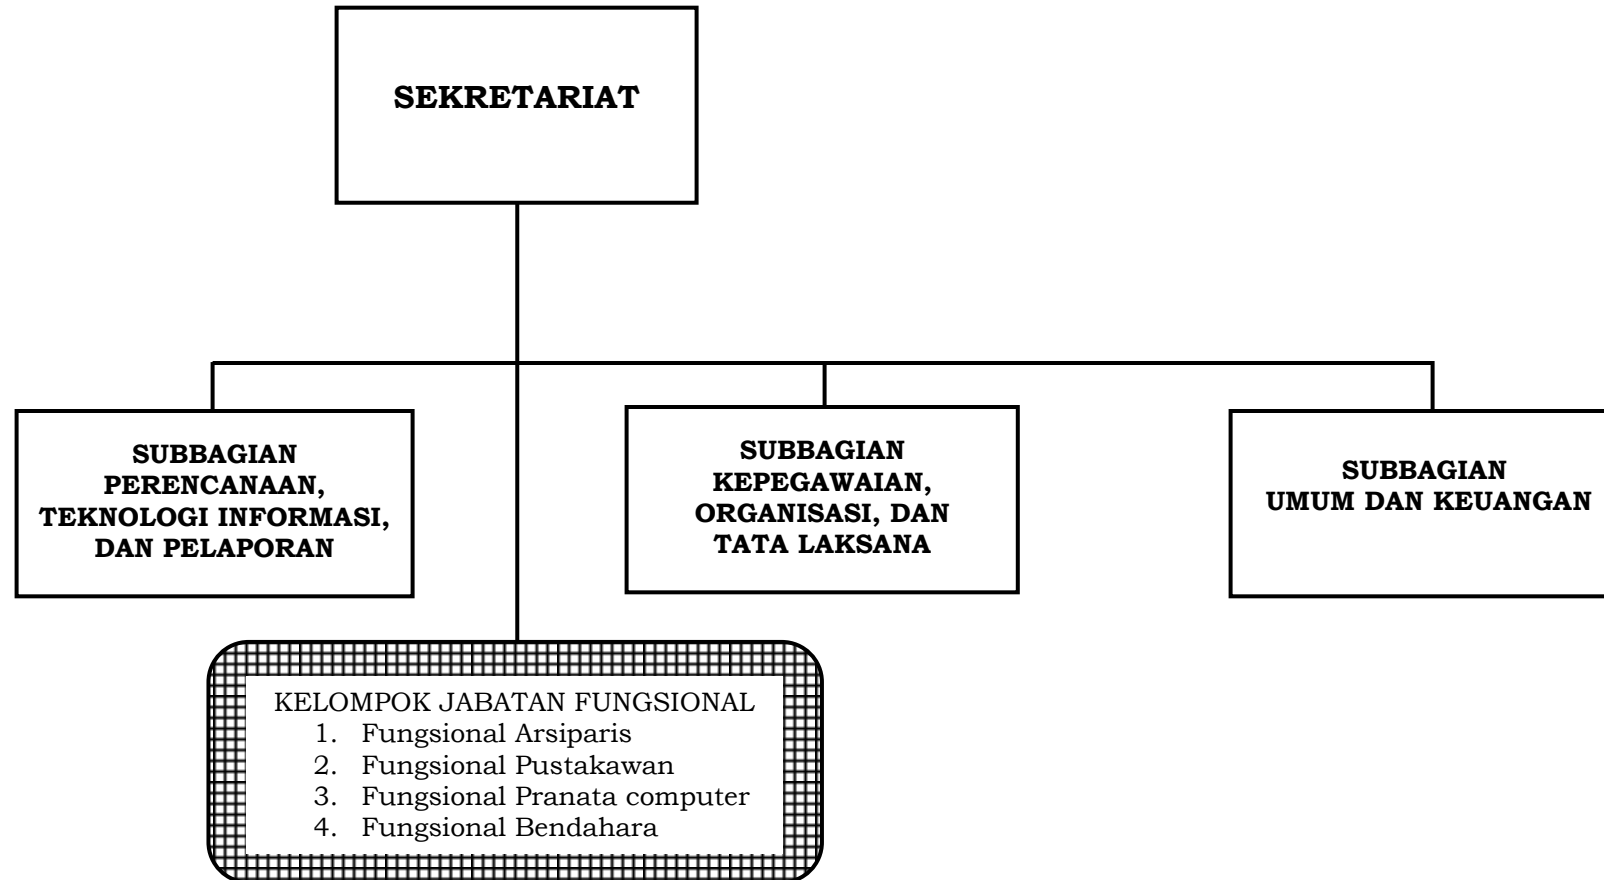 SEKRETARIAT
SUBBAGIAN
PERENCANAAN,
TEKNOLOGI INFORMASI,
DAN PELAPORAN
SUBBAGIAN
KEPEGAWAIAN,
ORGANISASI, DAN
TATA LAKSANA
SUBBAGIAN
UMUM DAN KEUANGAN
KELOMPOK JABATAN FUNGSIONAL
1. Fungsional Arsiparis
2. Fungsional Pustakawan
3. Fungsional Pranata computer
4. Fungsional Bendahara